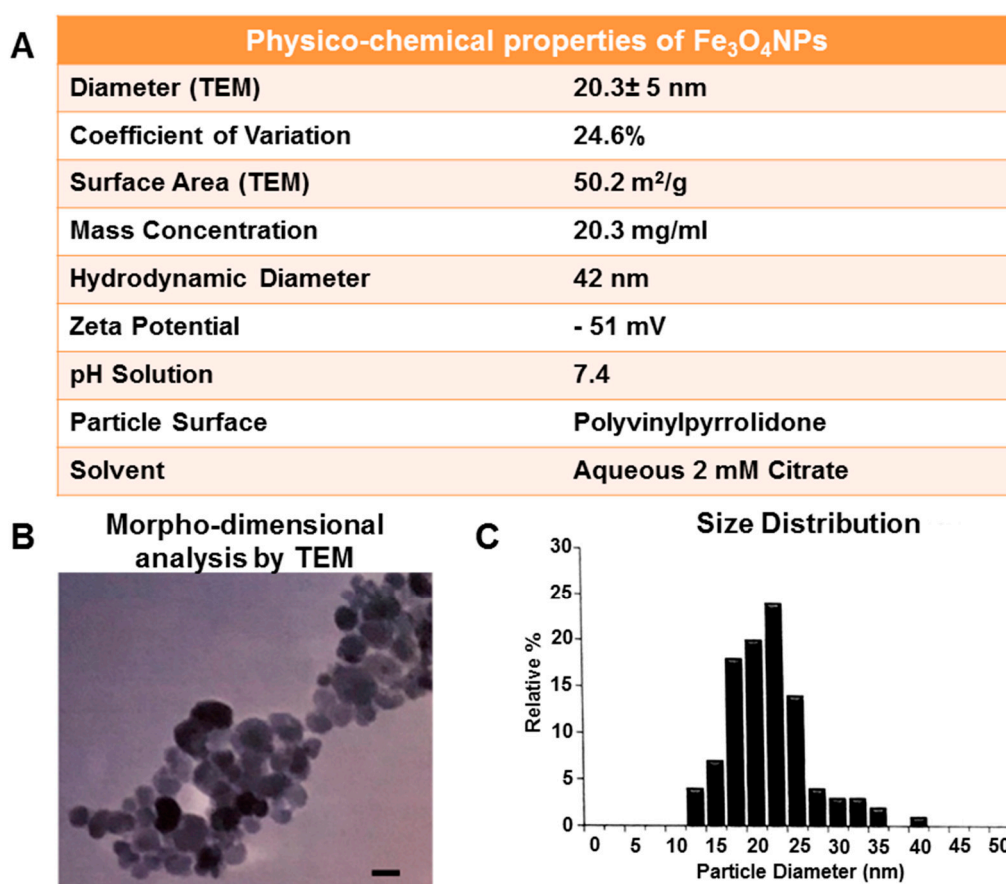 A
Physico-chemical properties of Fe₃O₄NPs
Diameter (TEM) 20.3± 5 nm
Coefficient of Variation 24.6%
Surface Area (TEM) 50.2 m²/g
Mass Concentration 20.3 mg/ml
Hydrodynamic Diameter 42 nm
Zeta Potential - 51 mV
pH Solution 7.4
Particle Surface Polyvinylpyrrolidone
Solvent Aqueous 2 mM Citrate
B
Morpho-dimensional
analysis by TEM
C
Size Distribution
Relative %
30
25
20
15
10
5
0
0 5 10 15 20 25 30 35 40 45 50
Particle Diameter (nm)